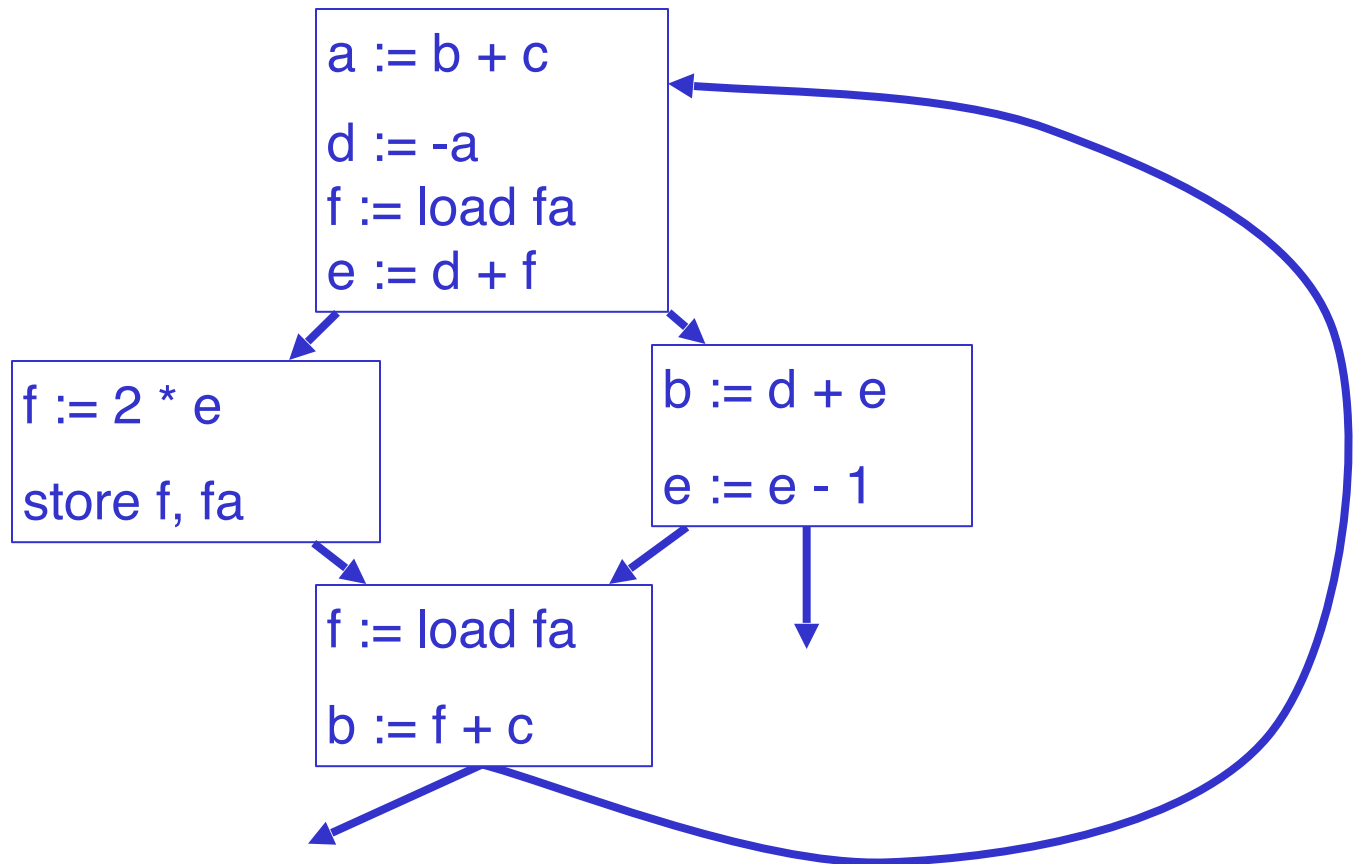 a := b + c
d := -a
f := load fa
e := d + f
f := 2 * e
store f, fa
b := d + e
e := e - 1
f := load fa
b := f + c